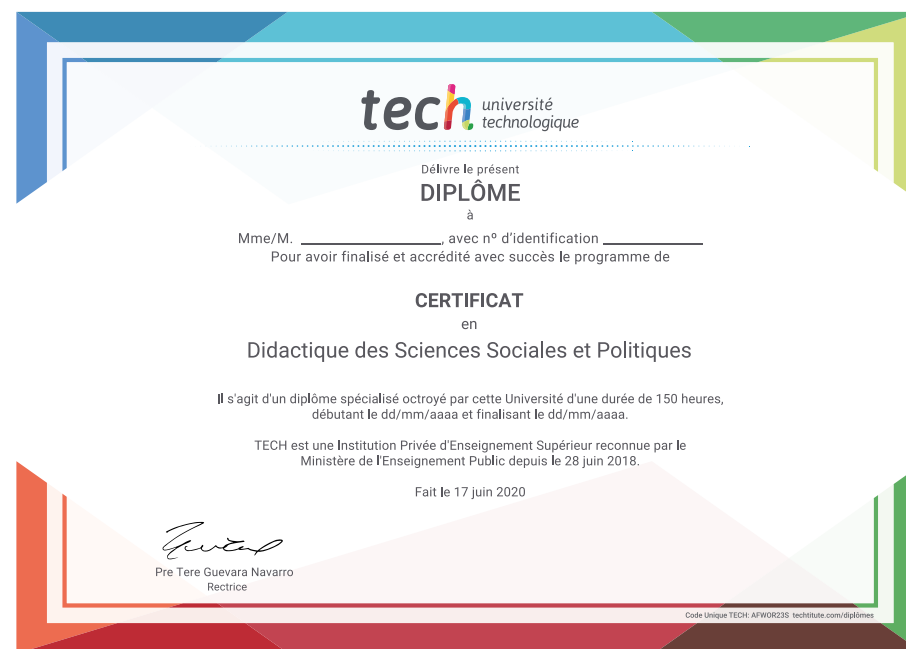 tech université
technologique
Délivre le présent
DIPLÔME
à
Mme/M. ____________________, avec nº d'identification ______________
Pour avoir finalisé et accrédité avec succès le programme de
CERTIFICAT
en
Didactique des Sciences Sociales et Politiques
Il s'agit d'un diplôme spécialisé octroyé par cette Université d'une durée de 150 heures,
débutant le dd/mm/aaaa et finalisant le dd/mm/aaaa.
TECH est une Institution Privée d'Enseignement Supérieur reconnue par le
Ministère de l'Enseignement Public depuis le 28 juin 2018.
Fait le 17 juin 2020
Pre Tere Guevara Navarro
Rectrice
Code Unique TECH: AFWOR23S techtitute.com/diplômes